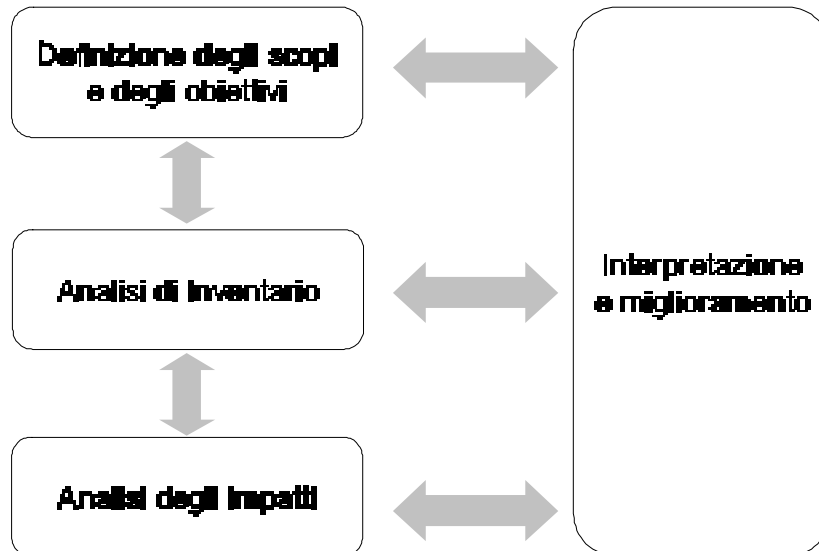 Definizione degli scopi
e degli obiettivi
Analisi di Inventario
Interpretazione
e miglioramento
Analisi degli Impatti